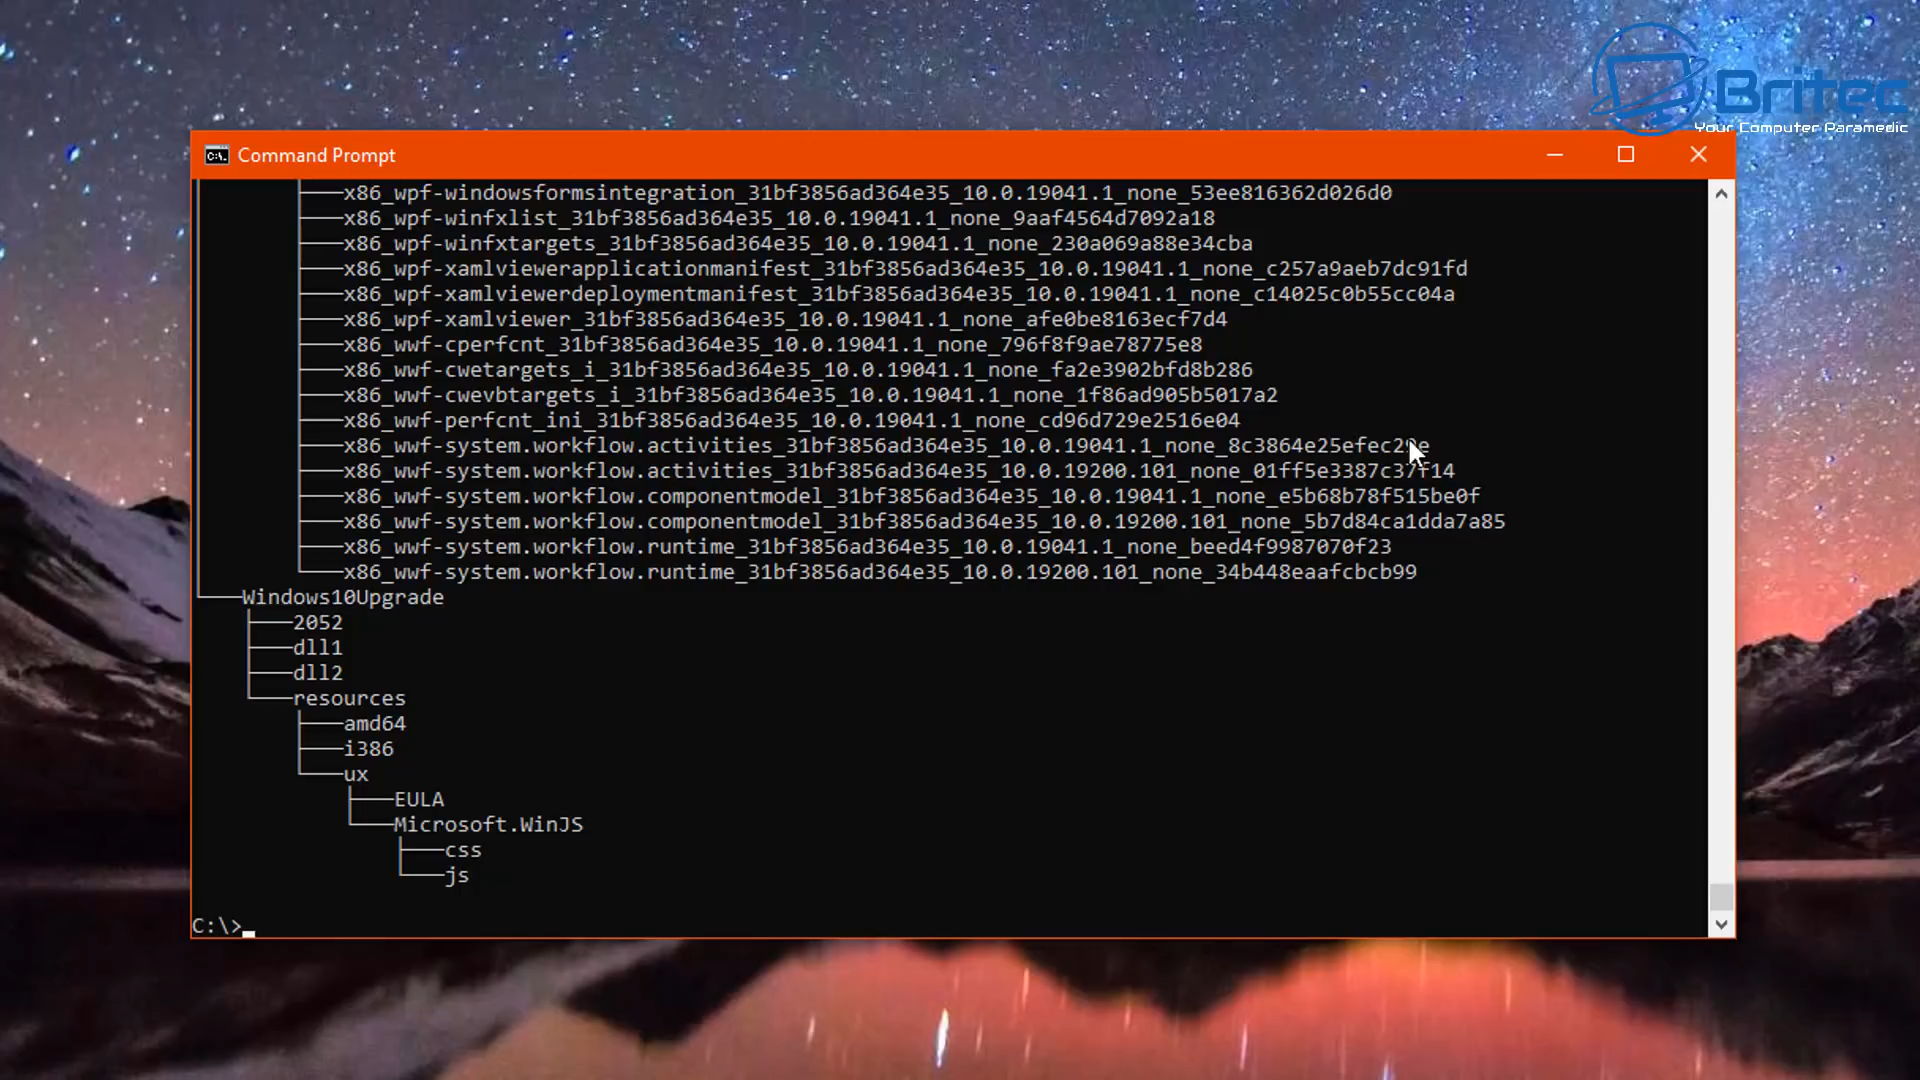 Britec
Your Computer Paramedic
Command Prompt
x86_wpf-windowsformsintegration_31bf3856ad364e35_10.0.19041.1_none_53ee816362d026d0
x86_wpf-winfxlist_31bf3856ad364e35_10.0.19041.1_none_9aaf4564d7092a18
x86_wpf-winfxtargets_31bf3856ad364e35_10.0.19041.1_none_230a069a88e34cba
x86_wpf-xamlviewerapplicationmanifest_31bf3856ad364e35_10.0.19041.1_none_c257a9aeb7dc91fd
x86_wpf-xamlviewerdeploymentmanifest_31bf3856ad364e35_10.0.19041.1_none_c14025c0b55cc04a
x86_wpf-xamlviewer_31bf3856ad364e35_10.0.19041.1_none_afe0be8163ecf7d4
x86_wwf-cperfcnt_31bf3856ad364e35_10.0.19041.1_none_796f8f9ae78775e8
x86_wwf-cwetargets_i_31bf3856ad364e35_10.0.19041.1_none_fa2e3902bfd8b286
x86_wwf-cwevbtargets_i_31bf3856ad364e35_10.0.19041.1_none_1f86ad905b5017a2
x86_wwf-perfcnt_ini_31bf3856ad364e35_10.0.19041.1_none_cd96d729e2516e04
x86_wwf-system.workflow.activities_31bf3856ad364e35_10.0.19041.1_none_
x86_wwf-system.workflow.activities_31bf3856ad364e35_10.0.19200.101_none_01ff5e3387c37f14
x86_wwf-system.workflow.componentmodel_31bf3856ad364e35_10.0.19041.1_none_e5b68b78f515be0f
x86_wwf-system.workflow.componentmodel_31bf3856ad364e35_10.0.19200.101_none_5b7d84ca1dda7a85
x86_wwf-system.workflow.runtime_31bf3856ad364e35_10.0.19041.1_none_beed4f9987070f23
x86_wwf-system.workflow.runtime_31bf3856ad364e35_10.0.19200.101_none_34b448eaafcbcb99
Windows10Upgrade
2052
dll1
dll2
resources
amd64
i386
ux
EULA
Microsoft.WinJS
css
js
C:\>